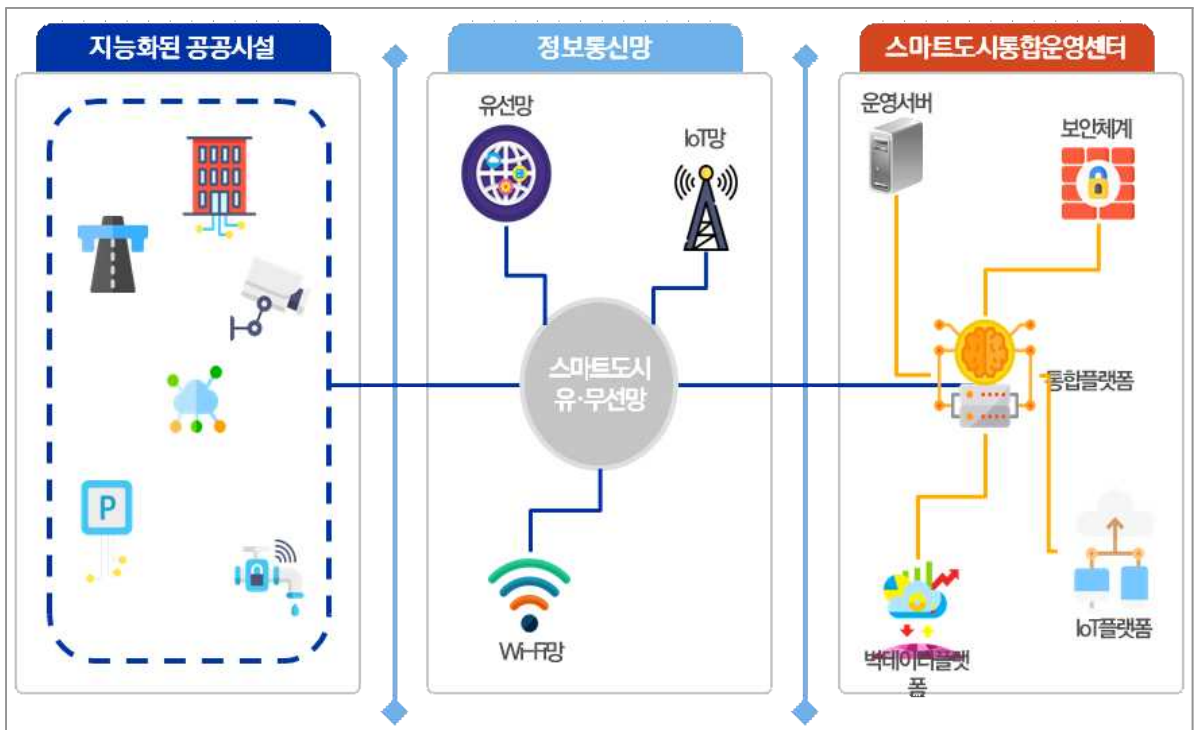 지능화된 공공시설
정보통신망
스마트도시통합운영센터
유선망
IoT망
스마트도시
유·무선망
Wi-Fi망
운영서버
보안체계
통합플랫폼
빅데이터플랫
폼
IoT플랫폼
P